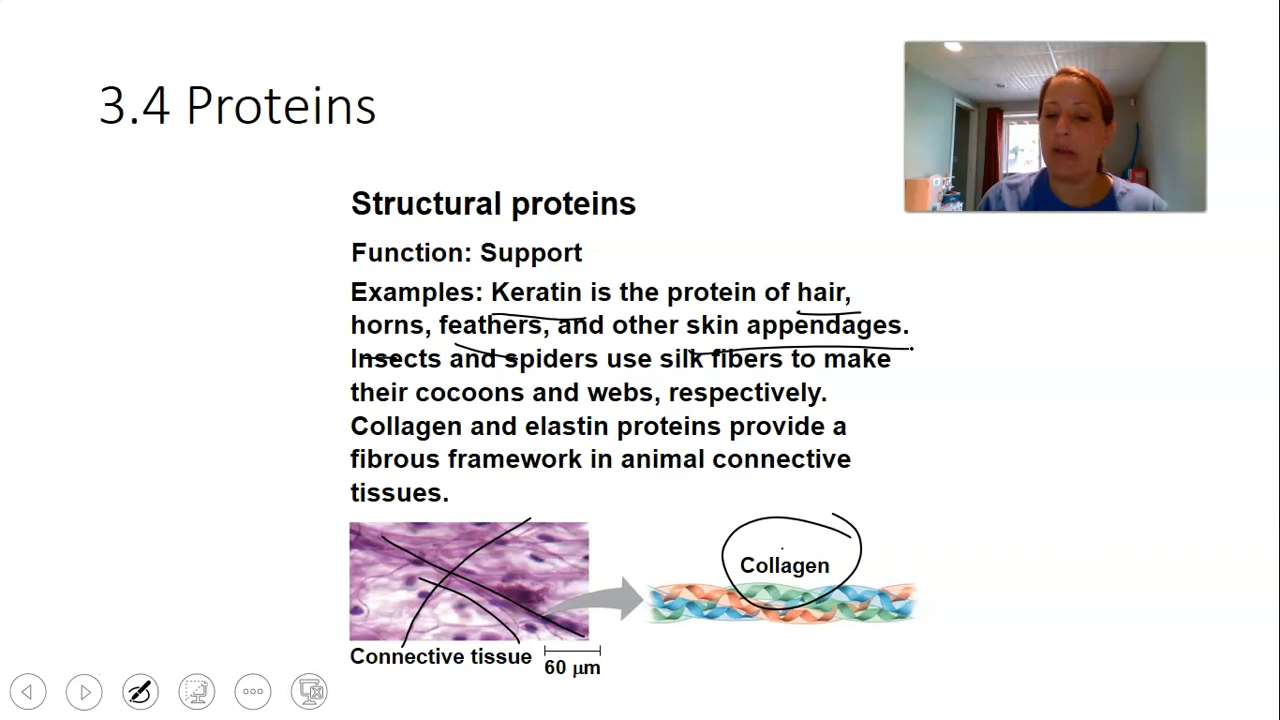 3.4 Proteins
Structural proteins
Function: Support
Examples: Keratin is the protein of hair,
horns, feathers, and other skin appendages.
Insects and spiders use silk fibers to make
their cocoons and webs, respectively.
Collagen and elastin proteins provide a
fibrous framework in animal connective
tissues.
Collagen
Connective tissue
60 μm